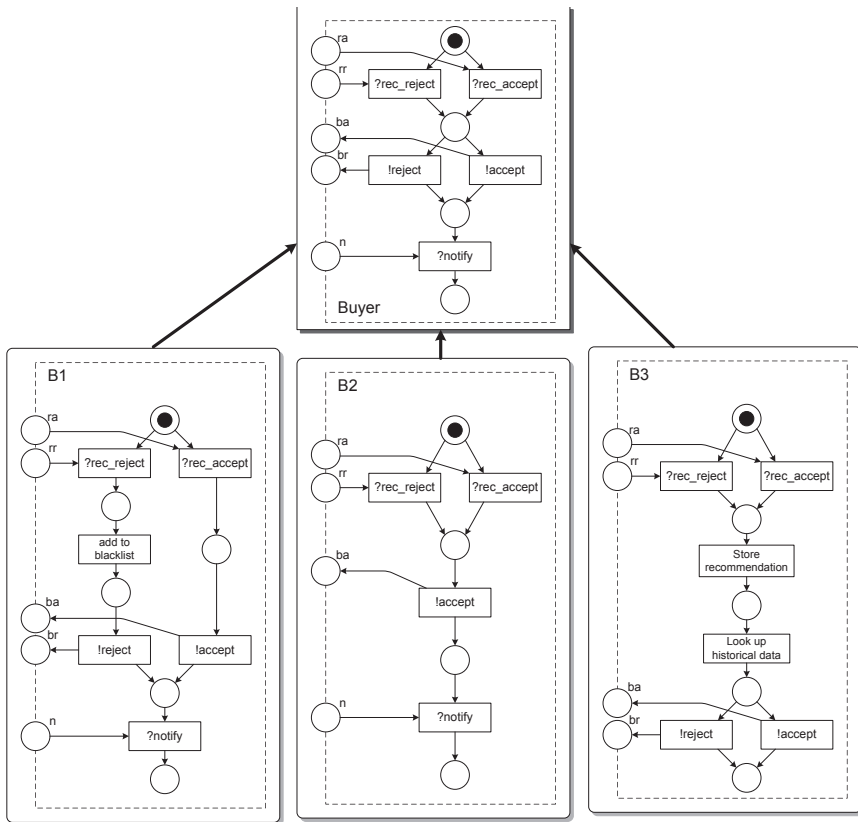 ra
rr
?rec_reject
?rec_accept
ba
br
!reject
!accept
n
?notify
Buyer
B1
ra
rr
?rec_reject
?rec_accept
add to
blacklist
ba
br
!reject
!accept
n
?notify
B2
ra
rr
?rec_reject
?rec_accept
ba
!accept
n
?notify
B3
ra
rr
?rec_reject
?rec_accept
Store
recommendation
Look up
historical data
ba
br
!reject
!accept